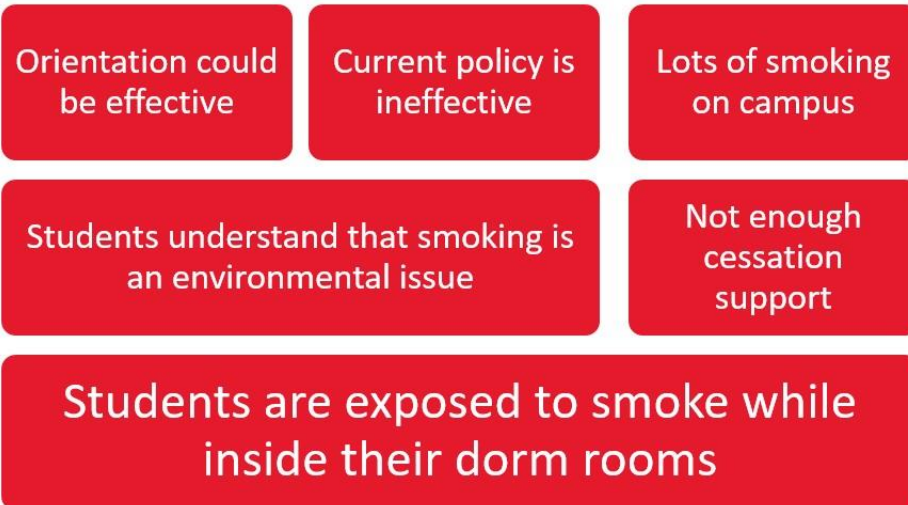 Orientation could
be effective
Current policy is
ineffective
Lots of smoking
on campus
Students understand that smoking is
an environmental issue
Not enough
cessation
support
Students are exposed to smoke while
inside their dorm rooms